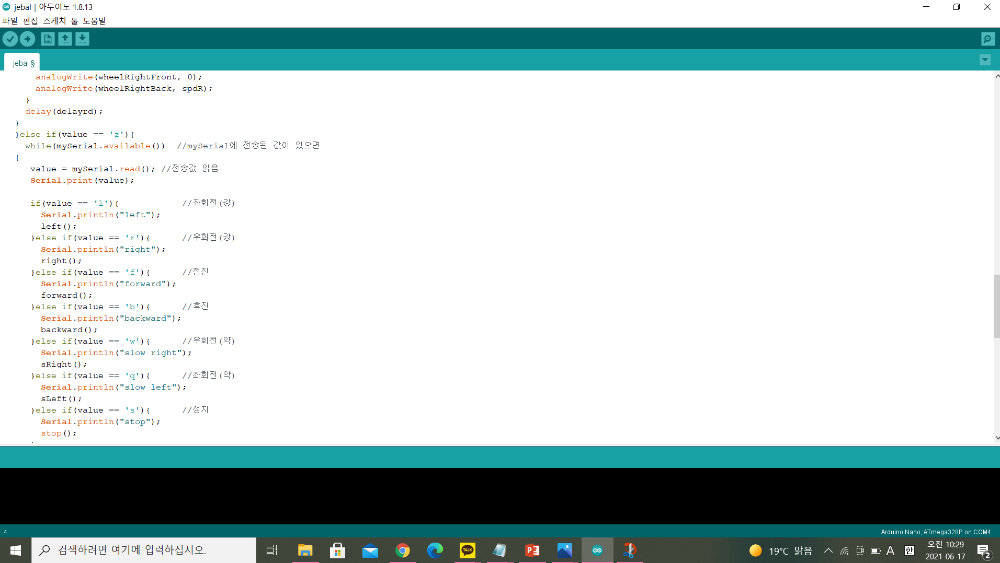 jebal | 아두이노 1.8.13
파일 편집 스케치 툴 도움말
jebal §
analogWrite(wheelRightFront, 0);
analogWrite(wheelRightBack, spdR);
}
delay(delayrd);
}
}else if(value == 'z'){
while(mySerial.available())  //mySerial에 전송된 값이 있으면
{
value = mySerial.read(); //전송값 읽음
Serial.print(value);
if(value == 'l'){ //좌회전(강)
Serial.println("left");
left();
}else if(value == 'r'){ //우회전(강)
Serial.println("right");
right();
}else if(value == 'f'){ //전진
Serial.println("forward");
forward();
}else if(value == 'b'){ //후진
Serial.println("backward");
backward();
}else if(value == 'w'){ //우회전(약)
Serial.println("slow right");
sRight();
}else if(value == 'q'){ //좌회전(약)
Serial.println("slow left");
sLeft();
}else if(value == 's'){ //정지
Serial.println("stop");
stop();
4
Arduino Nano, ATmega328P on COM4
검색하려면 여기에 입력하십시오.
TALK
19°C 맑음
A
한
오전 10:29
2021-06-17
2